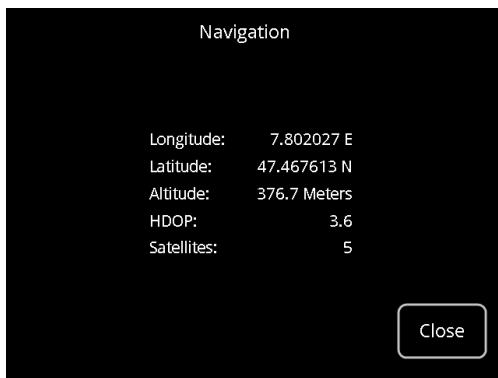 Navigation
Longitude: 7.802027 E
Latitude: 47.467613 N
Altitude: 376.7 Meters
HDOP: 3.6
Satellites: 5
Close